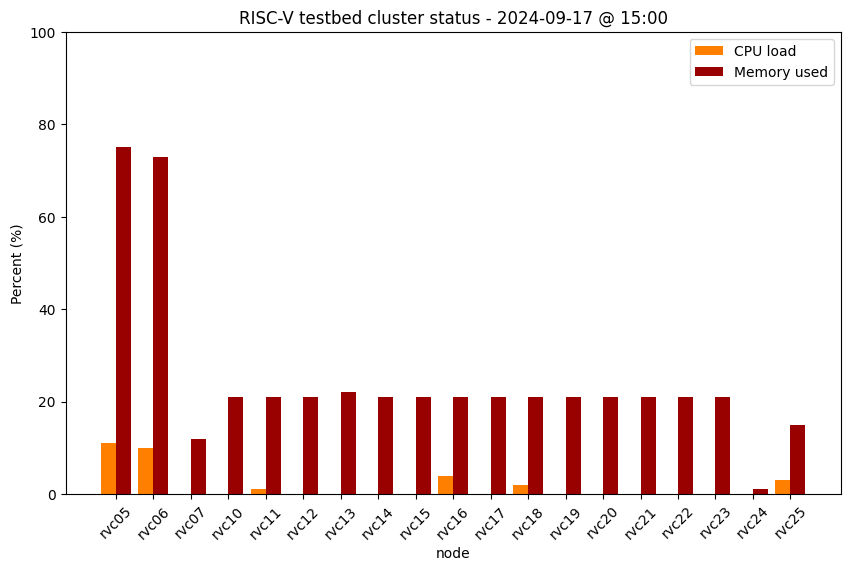 RISC-V testbed cluster status - 2024-09-17 @ 15:00
CPU load
Memory used
Percent (%)
100
80
60
40
20
0
rvc05 rvc06 rvc07 rvc10 rvc11 rvc12 rvc13 rvc14 rvc15 rvc16 rvc17 rvc18 rvc19 rvc20 rvc21 rvc22 rvc23 rvc24 rvc25
node